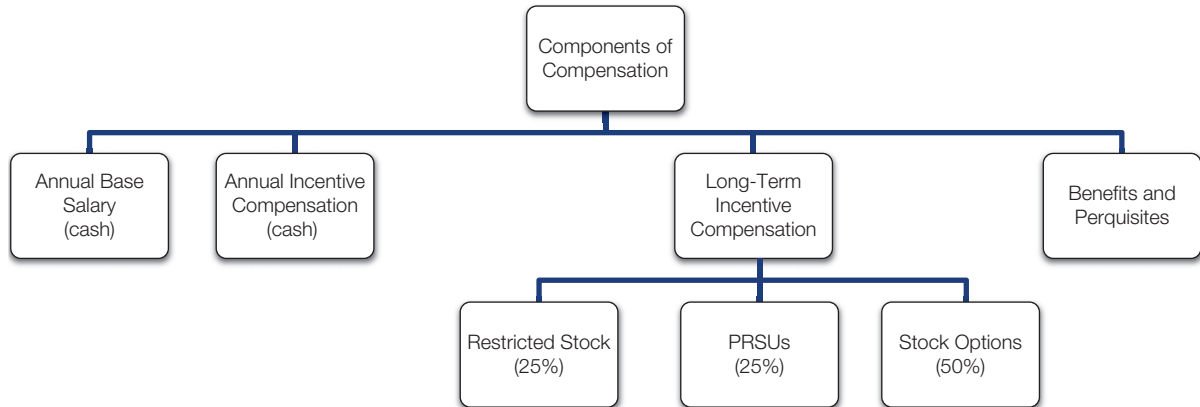 Components of
Compensation
Annual Base
Salary
(cash)
Annual Incentive
Compensation
(cash)
Long-Term
Incentive
Compensation
Benefits and
Perquisites
Restricted Stock
(25%)
PRSUs
(25%)
Stock Options
(50%)